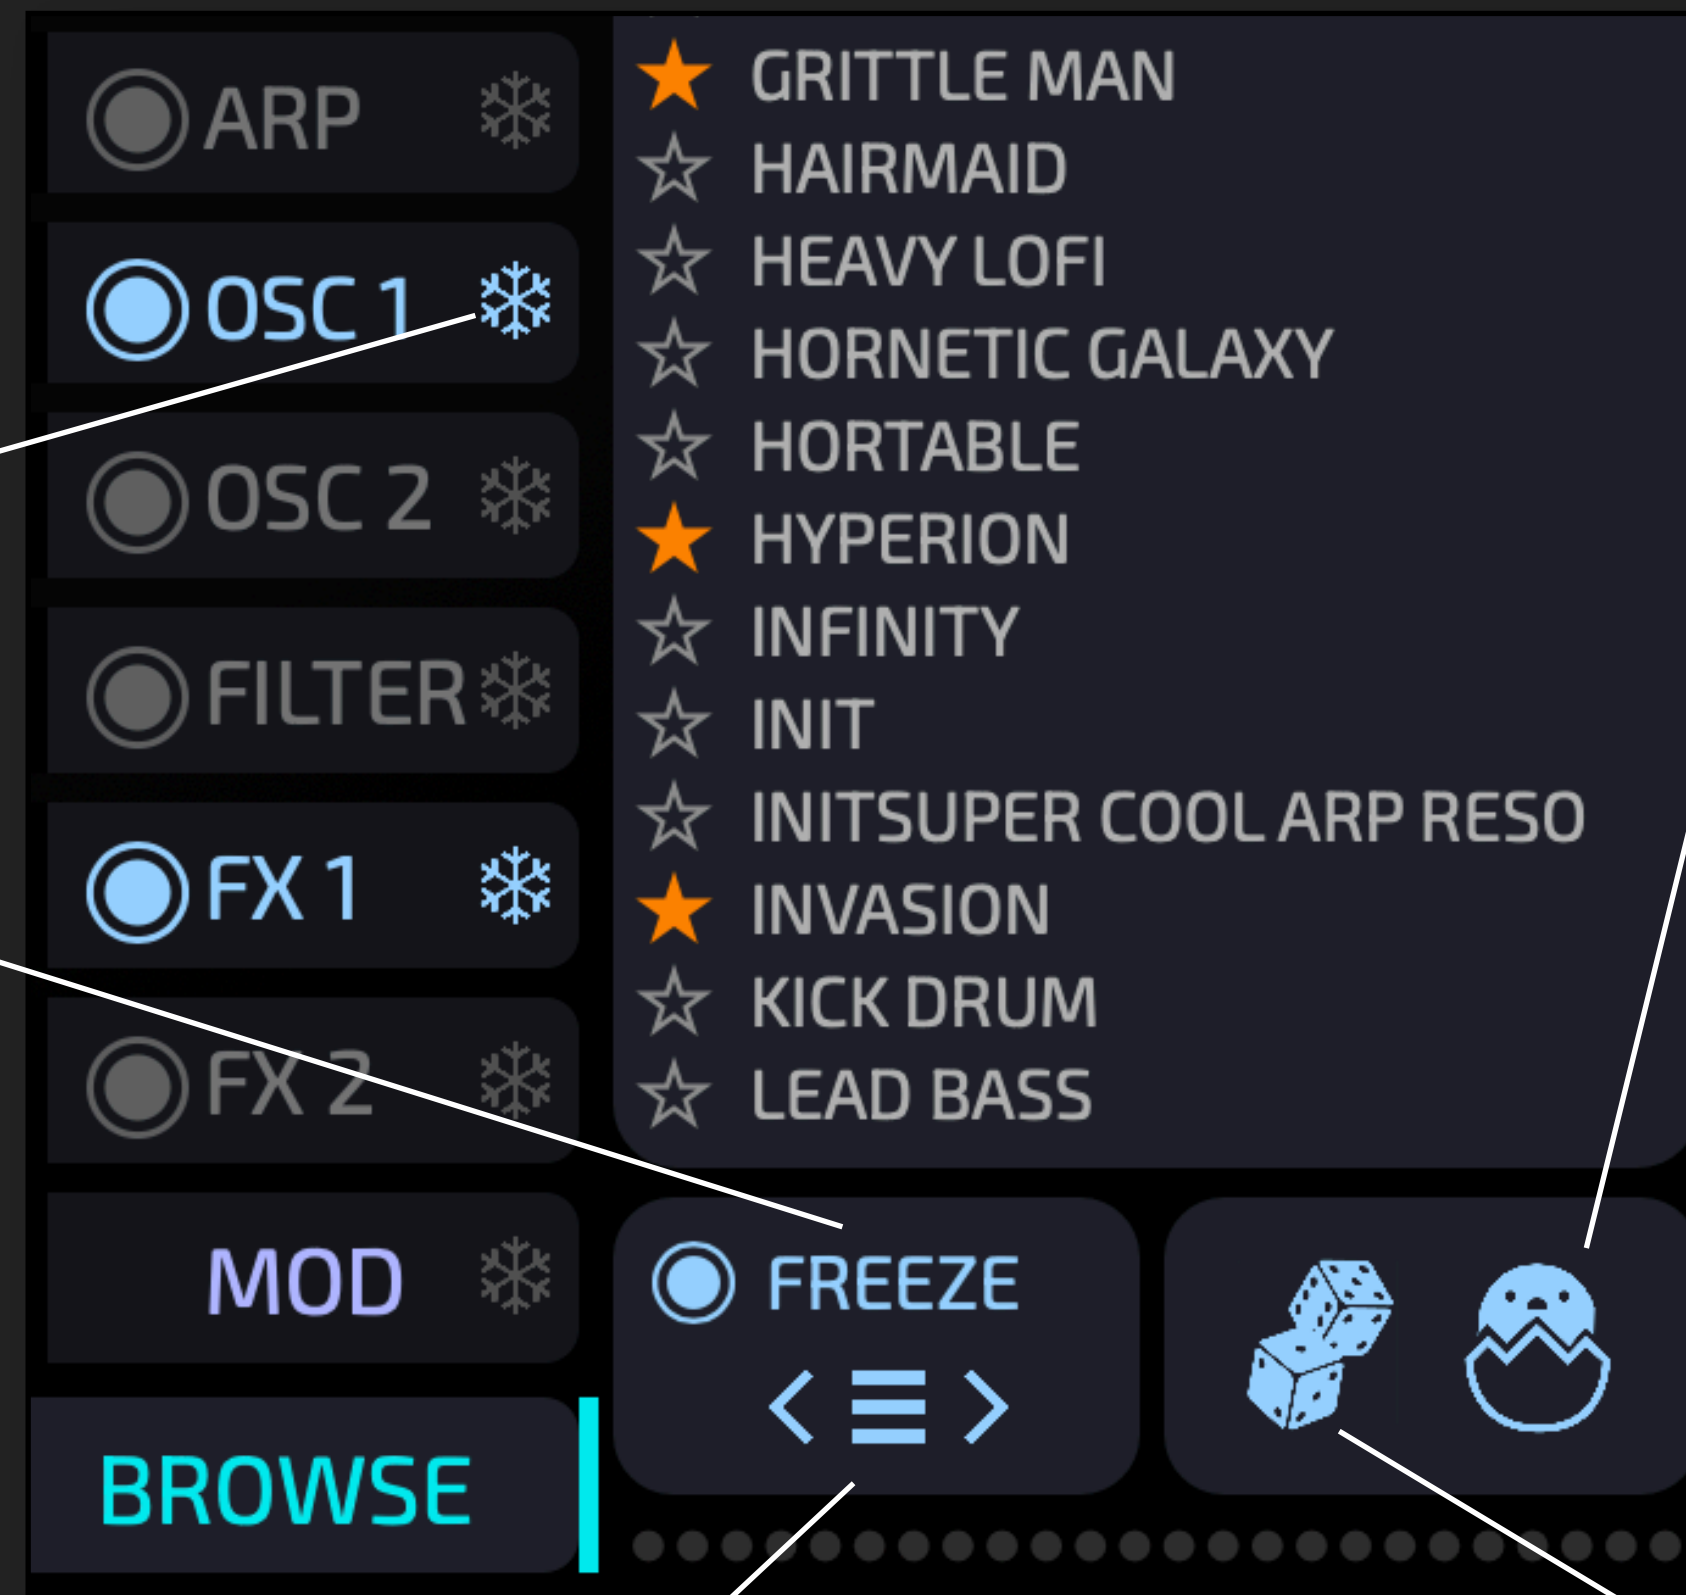 ARP
OSC 1
OSC 2
FILTER
FX 1
FX 2
MOD
BROWSE
GRITTLE MAN
HAIRMAID
HEAVY LOFI
HORNETIC GALAXY
HORTABLE
HYPERION
INFINITY
INIT
INITSUPER COOL ARP RESO
INVASION
KICK DRUM
LEAD BASS
FREEZE